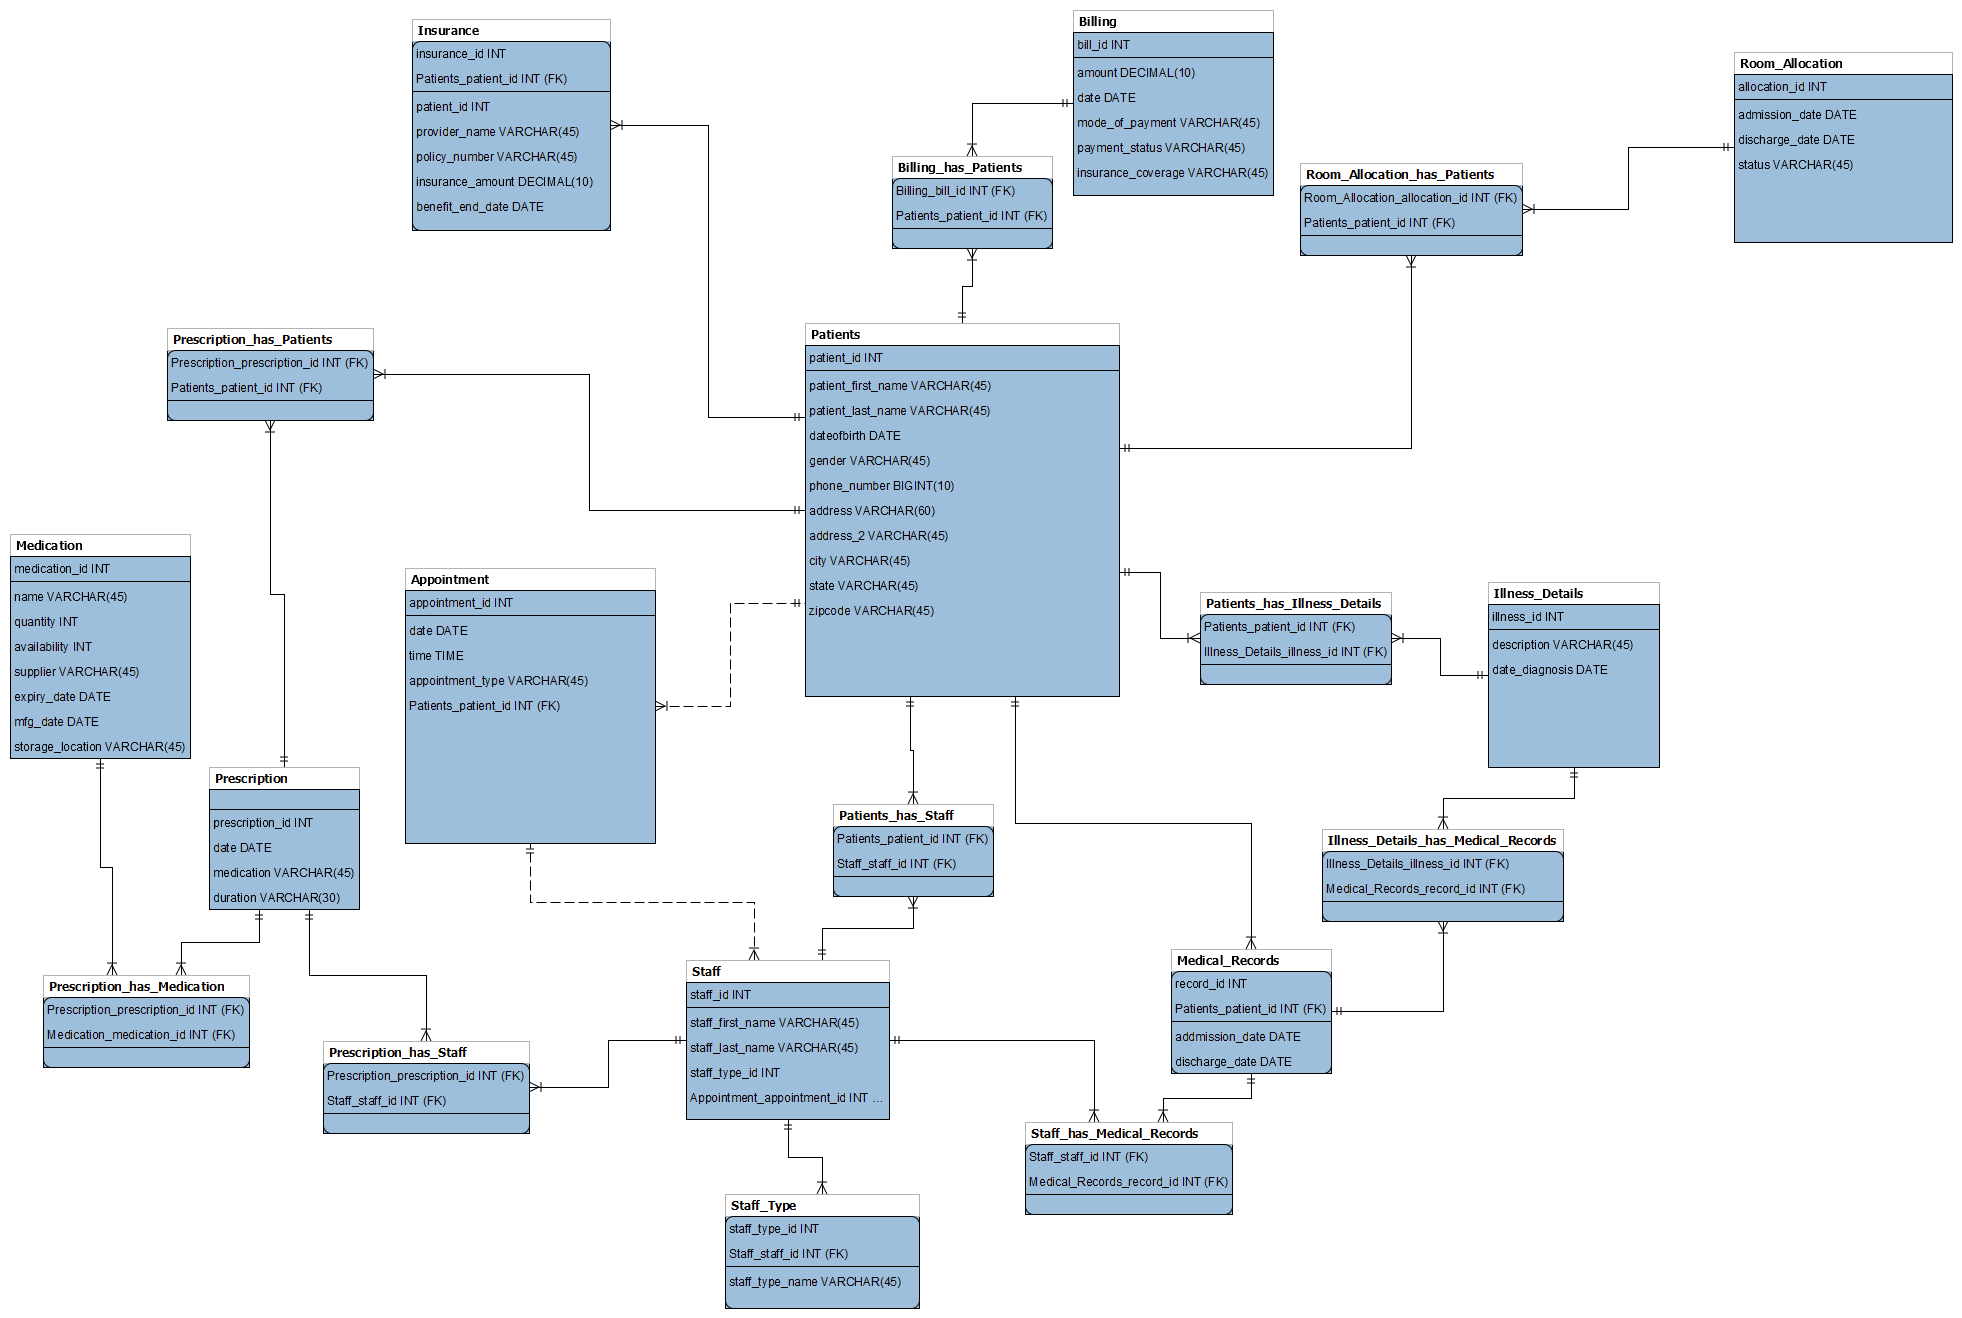 Insurance
insurance_id INT
Patients_patient_id INT (FK)
patient_id INT
provider_name VARCHAR(45)
policy_number VARCHAR(45)
insurance_amount DECIMAL(10)
benefit_end_date DATE
Billing
bill_id INT
amount DECIMAL(10)
date DATE
mode_of_payment VARCHAR(45)
payment_status VARCHAR(45)
insurance_coverage VARCHAR(45)
Room_Allocation
allocation_id INT
admission_date DATE
discharge_date DATE
status VARCHAR(45)
Billing_has_Patients
Billing_bill_id INT (FK)
Patients_patient_id INT (FK)
Room_Allocation_has_Patients
Room_Allocation_allocation_id INT (FK)
Patients_patient_id INT (FK)
Prescription_has_Patients
Prescription_prescription_id INT (FK)
Patients_patient_id INT (FK)
Patients
patient_id INT
patient_first_name VARCHAR(45)
patient_last_name VARCHAR(45)
dateofbirth DATE
gender VARCHAR(45)
phone_number BIGINT(10)
address VARCHAR(60)
address_2 VARCHAR(45)
city VARCHAR(45)
state VARCHAR(45)
zipcode VARCHAR(45)
Medication
medication_id INT
name VARCHAR(45)
quantity INT
availability INT
supplier VARCHAR(45)
expiry_date DATE
mfg_date DATE
storage_location VARCHAR(45)
Appointment
appointment_id INT
date DATE
time TIME
appointment_type VARCHAR(45)
Patients_patient_id INT (FK)
Patients_has_Illness_Details
Patients_patient_id INT (FK)
Illness_Details_illness_id INT (FK)
Illness_Details
illness_id INT
description VARCHAR(45)
date_diagnosis DATE
Prescription
prescription_id INT
date DATE
medication VARCHAR(45)
duration VARCHAR(30)
Patients_has_Staff
Patients_patient_id INT (FK)
Staff_staff_id INT (FK)
Illness_Details_has_Medical_Records
Illness_Details_illness_id INT (FK)
Medical_Records_record_id INT (FK)
Prescription_has_Medication
Prescription_prescription_id INT (FK)
Medication_medication_id INT (FK)
Prescription_has_Staff
Prescription_prescription_id INT (FK)
Staff_staff_id INT (FK)
Staff
staff_id INT
staff_first_name VARCHAR(45)
staff_last_name VARCHAR(45)
staff_type_id INT
Appointment_appointment_id INT ...
Medical_Records
record_id INT
Patients_patient_id INT (FK)
addmission_date DATE
discharge_date DATE
Staff_has_Medical_Records
Staff_staff_id INT (FK)
Medical_Records_record_id INT (FK)
Staff_Type
staff_type_id INT
Staff_staff_id INT (FK)
staff_type_name VARCHAR(45)